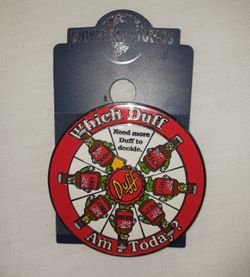 UNIVERSAL STUDIOS
Which Duff
Need more
Duff to
decide.
Duff
Am I Today?